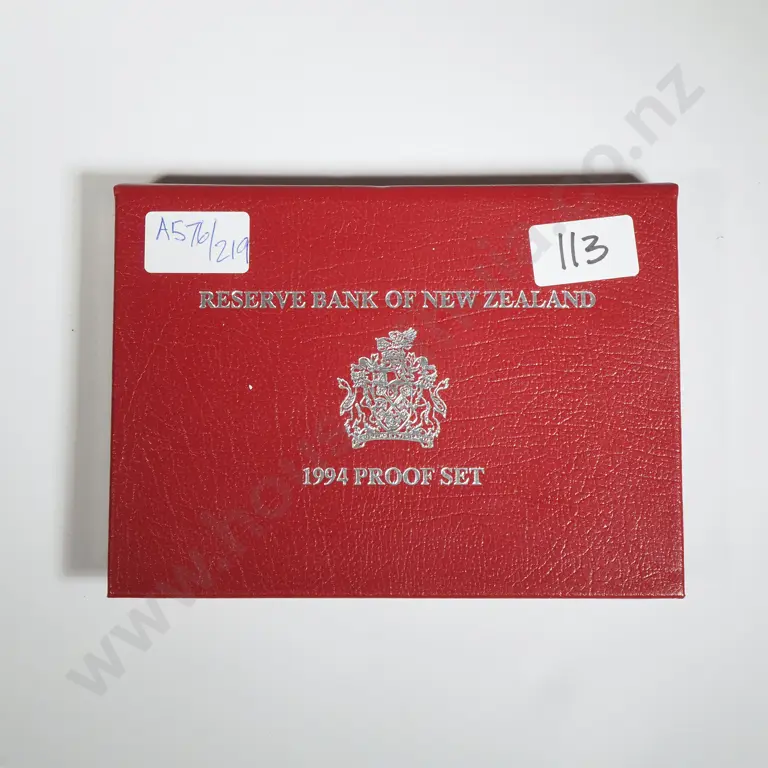 A576/219
113
RESERVE BANK OF NEW ZEALAND
1994 PROOF SET